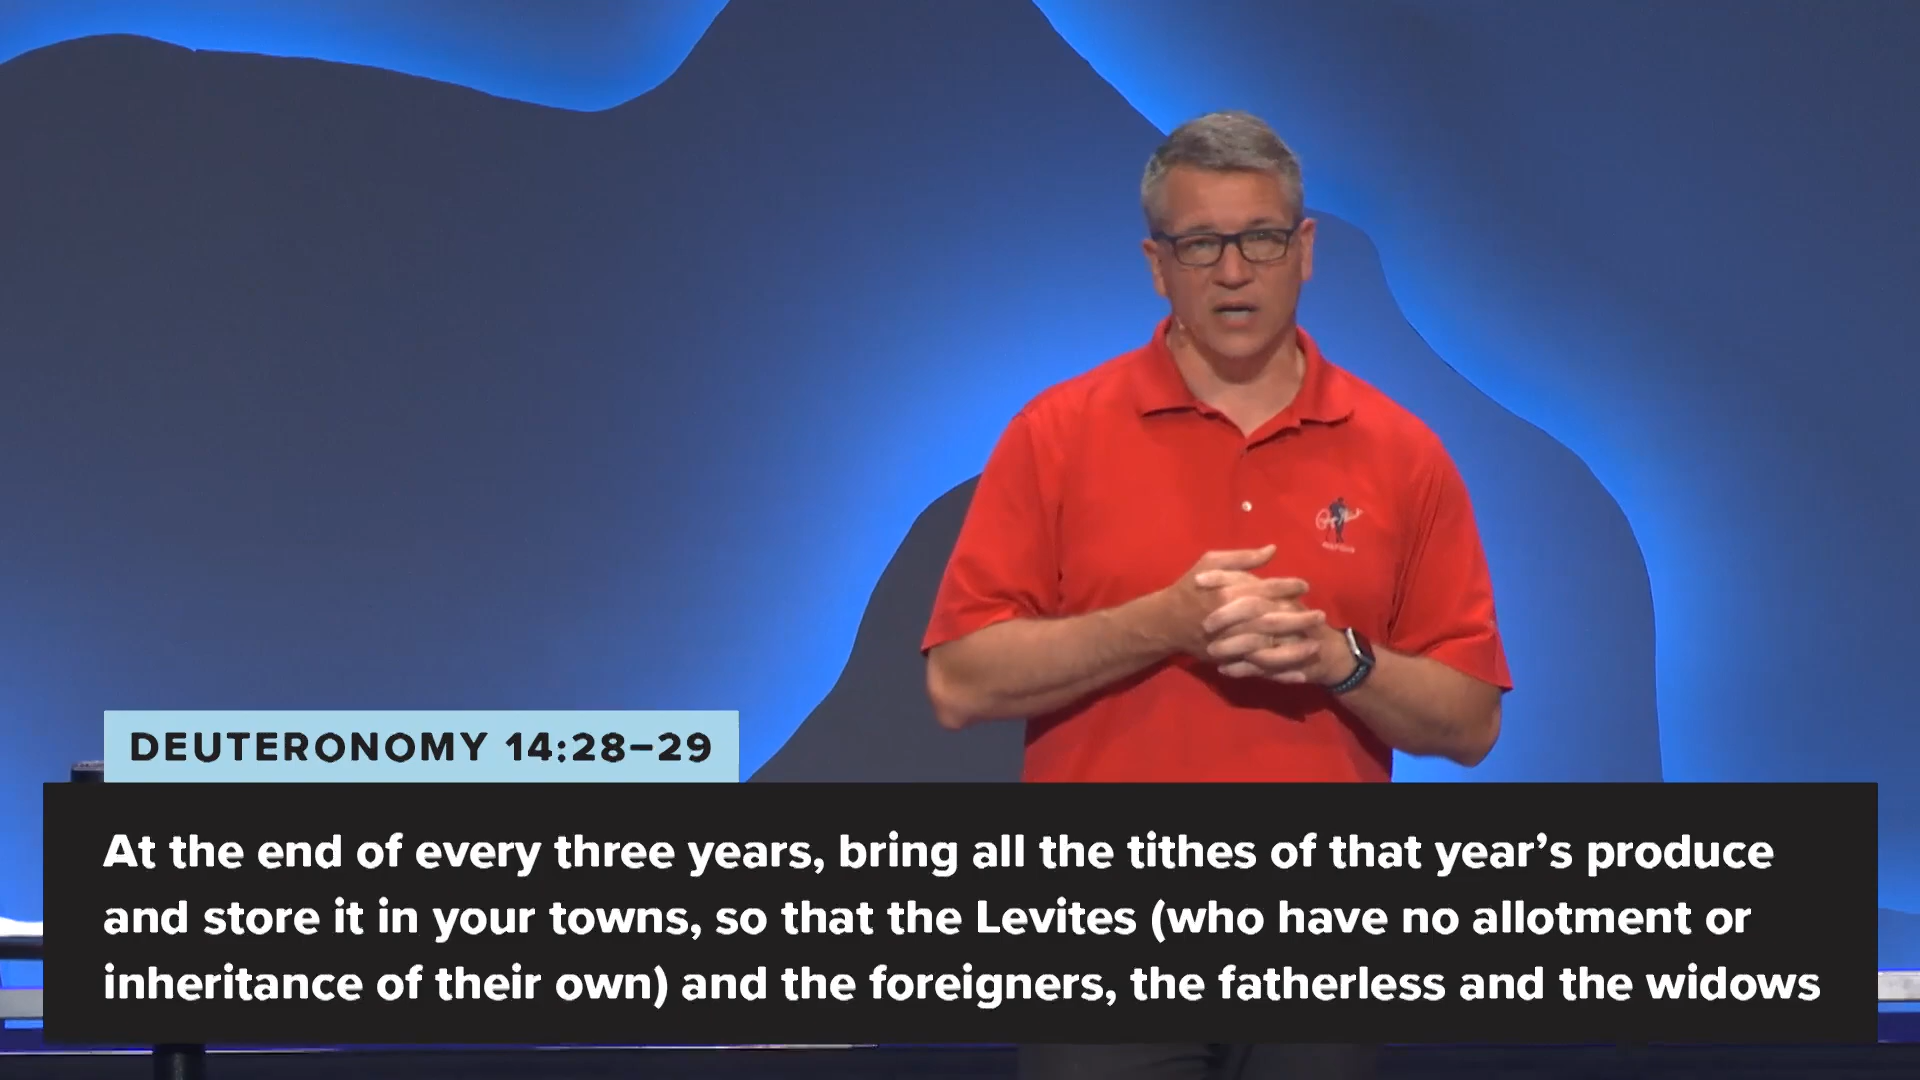 DEUTERONOMY 14:28–29
At the end of every three years, bring all the tithes of that year’s produce
and store it in your towns, so that the Levites (who have no allotment or
inheritance of their own) and the foreigners, the fatherless and the widows